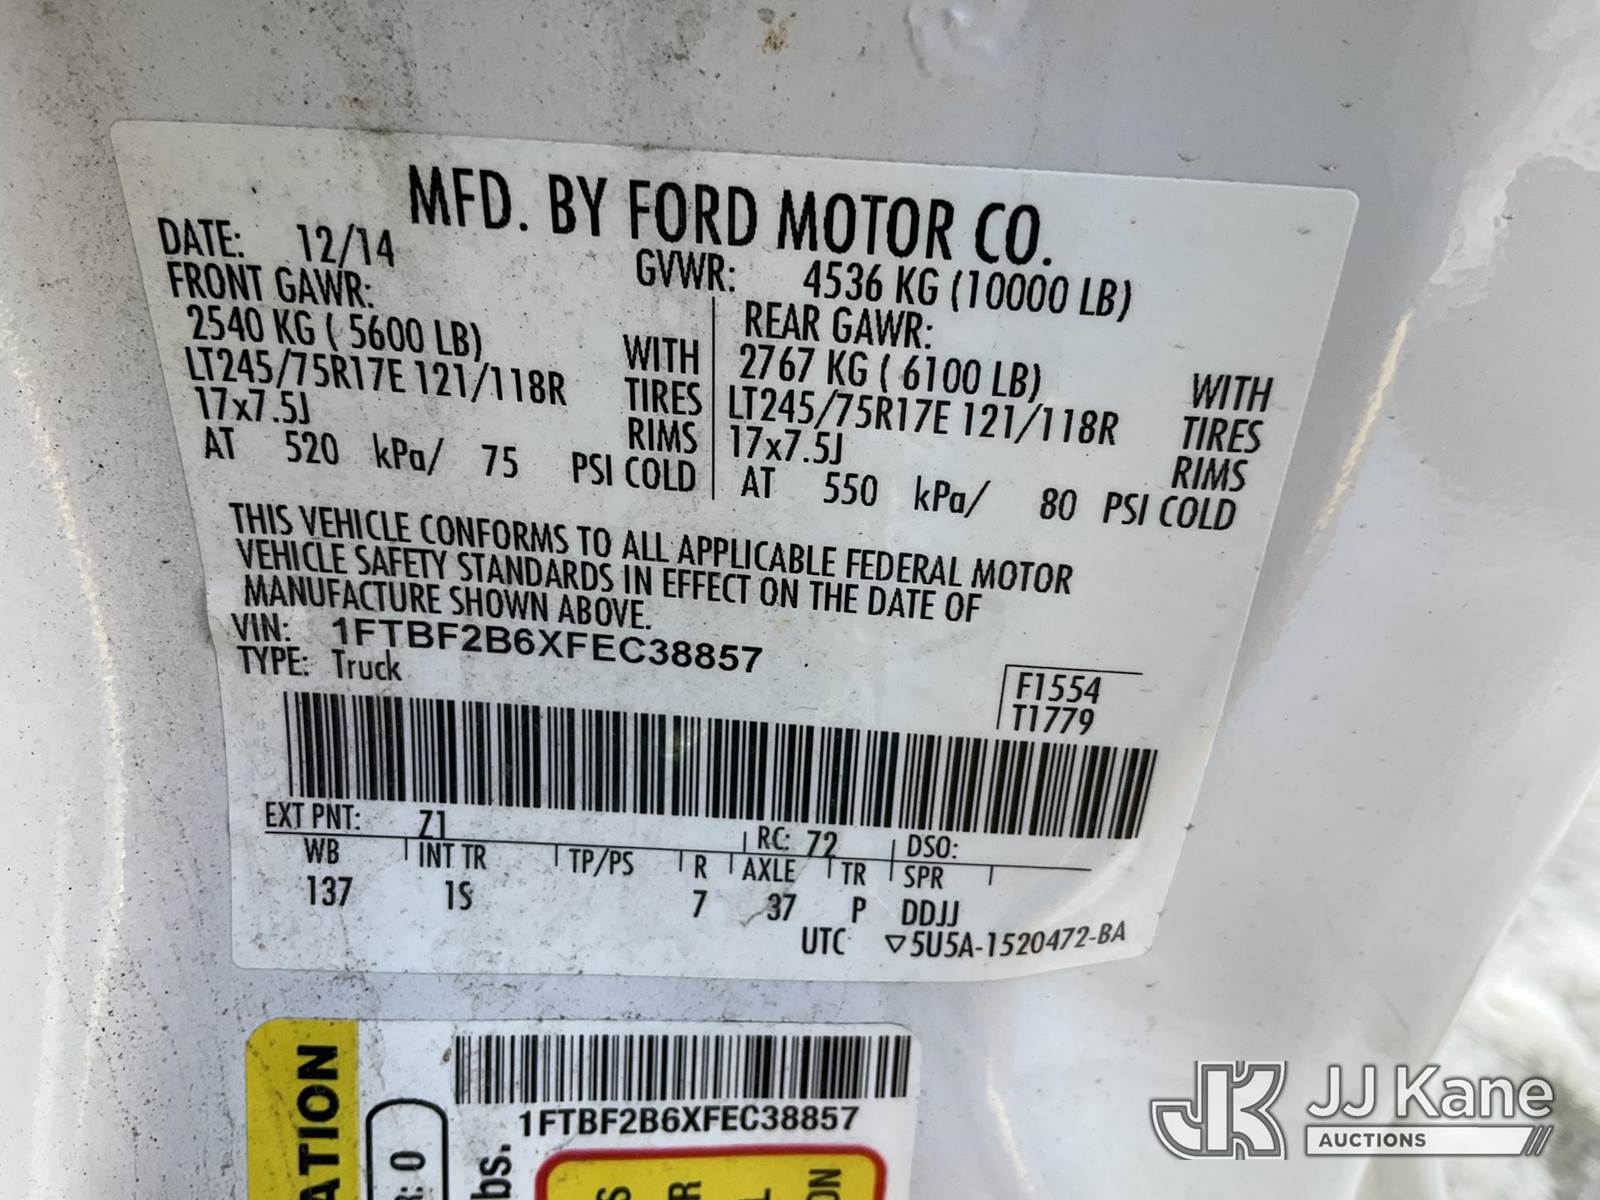 MFD. BY FORD MOTOR CO.
DATE: 12/14 GVWR: 4536 KG (10000 LB)
FRONT GAWR: REAR GAWR:
2540 KG ( 5600 LB) WITH 2767 KG ( 6100 LB) WITH
LT245/75R17E 121/118R TIRES LT245/75R17E 121/118R TIRES
17x7.5J RIMS 17x7.5J RIMS
AT 520 kPa/ 75 PSI COLD AT 550 kPa/ 80 PSI COLD
THIS VEHICLE CONFORMS TO ALL APPLICABLE FEDERAL MOTOR
VEHICLE SAFETY STANDARDS IN EFFECT ON THE DATE OF
MANUFACTURE SHOWN ABOVE.
VIN: 1FTBF2B6XFEC38857
TYPE: Truck
F1554
T1779
EXT PNT: Z1 RC: 72 DSO:
WB INT TR TP/PS R AXLE TR SPR
137 1S 7 37 P DDJJ
UTC ▽5U5A-1520472-BA
1FTBF2B6XFEC38857
JJ Kane
AUCTIONS